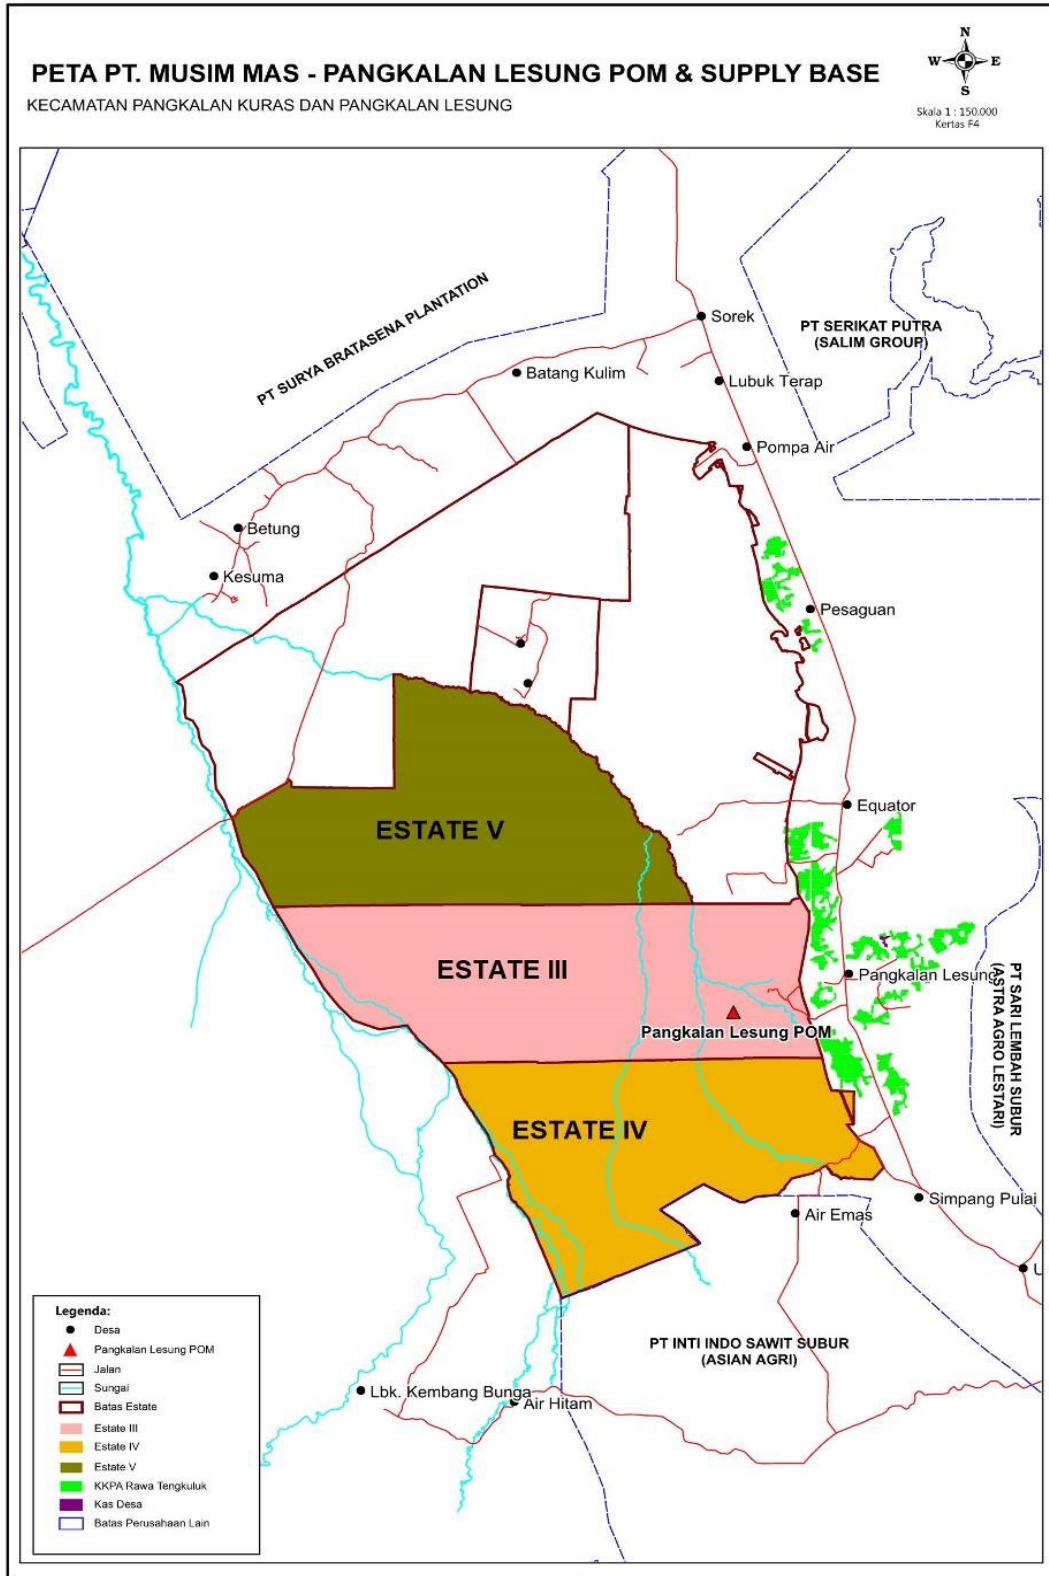 PETA PT. MUSIM MAS - PANGKALAN LESUNG POM & SUPPLY BASE
KECAMATAN PANGKALAN KURAS DAN PANGKALAN LESUNG
N
W E
S
Skala 1 : 150.000
Kertas F4
PT SURYA BRATASENA PLANTATION
Sorek
PT SERIKAT PUTRA
(SALIM GROUP)
Batang Kulim
Lubuk Terap
Pompa Air
Betung
Kesuma
Pesaguan
Equator
ESTATE V
ESTATE III
Pangkalan Lesung
PT SARI LEMBAH SUBUR
(ASTRA AGRO LESTARI)
Pangkalan Lesung POM
ESTATE IV
Simpang Pulai
Air Emas
U
PT INTI INDO SAWIT SUBUR
(ASIAN AGRI)
Lbk. Kembang Bunga
Air Hitam
Legenda:
Desa
Pangkalan Lesung POM
Jalan
Sungai
Batas Estate
Estate III
Estate IV
Estate V
KKPA Rawa Tengkuluk
Kas Desa
Batas Perusahaan Lain